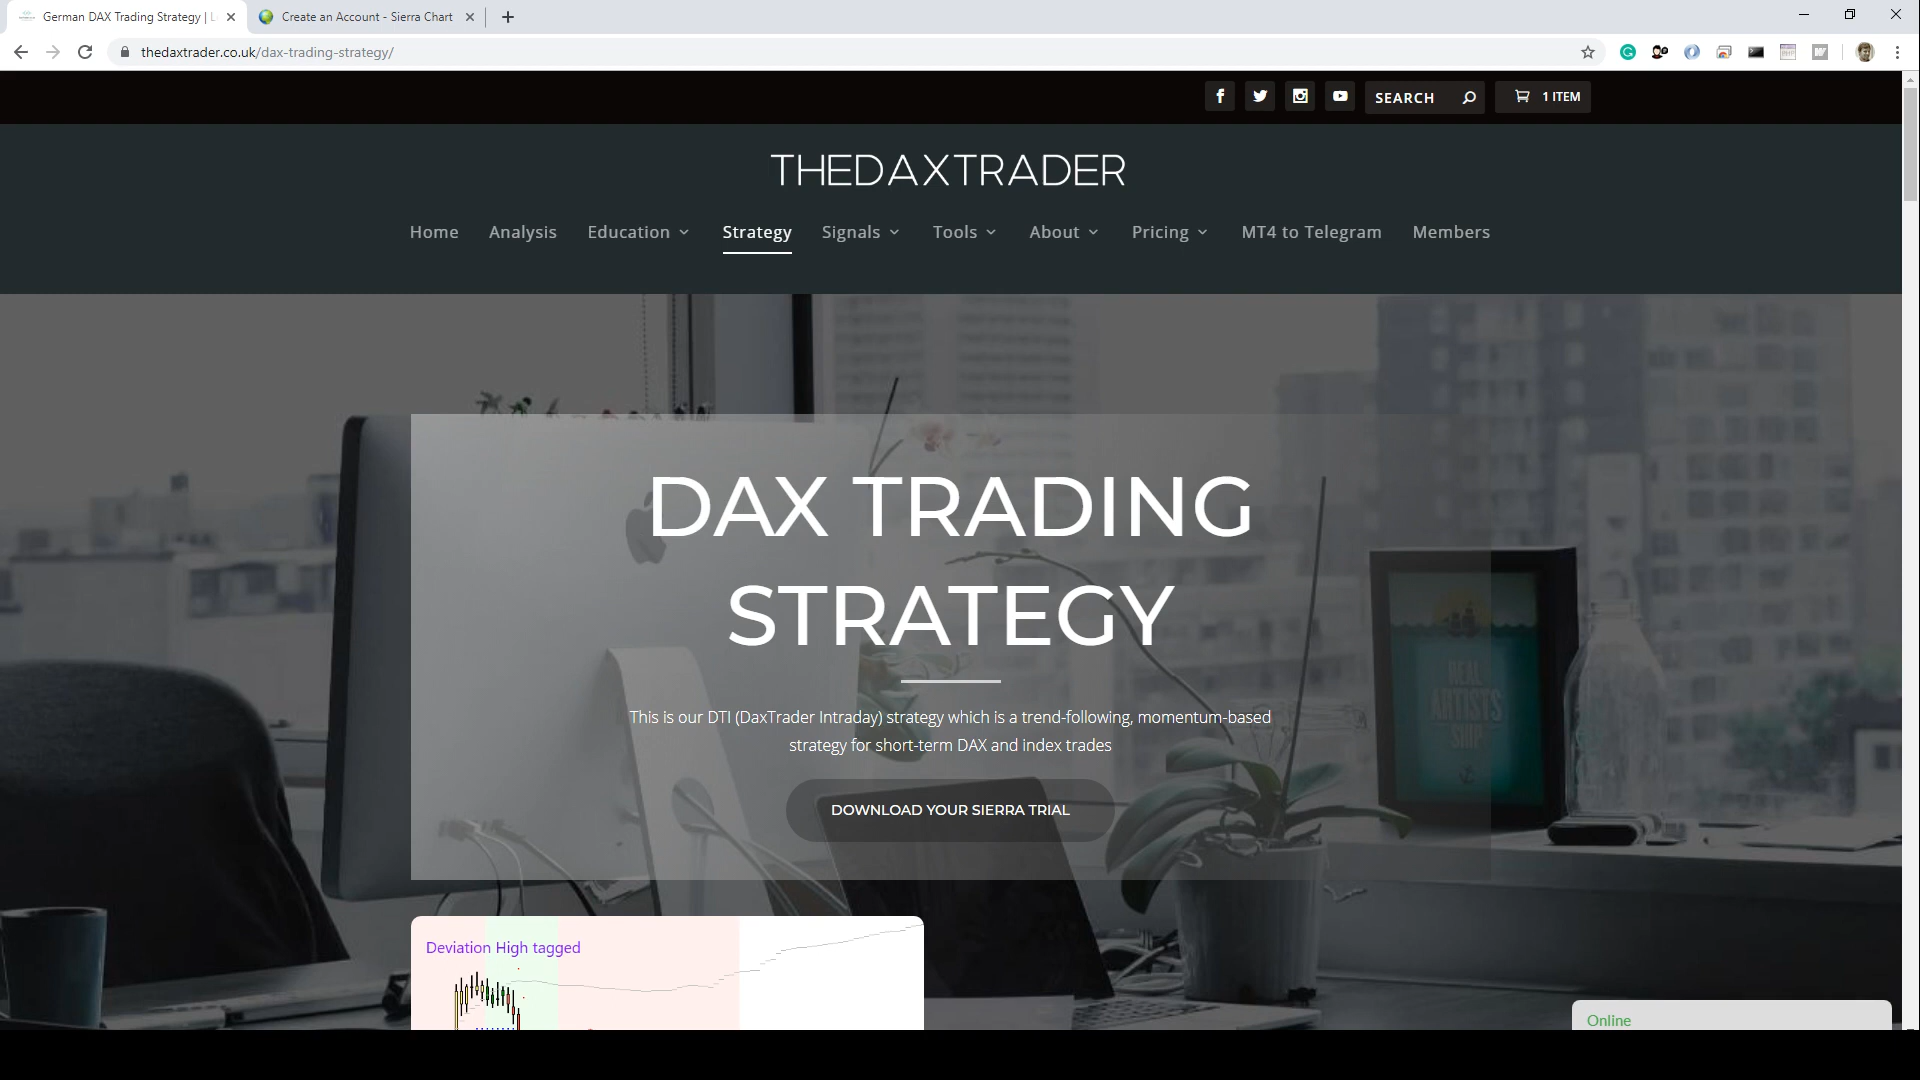 German DAX Trading Strategy |
Create an Account - Sierra Chart
thedaxtrader.co.uk/dax-trading-strategy/
SEARCH
1 ITEM
THEDAXTRADER
Home
Analysis
Education
Strategy
Signals
Tools
About
Pricing
MT4 to Telegram
Members
DAX TRADING
STRATEGY
This is our DTI (DaxTrader Intraday) strategy which is a trend-following, momentum-based
strategy for short-term DAX and index trades
DOWNLOAD YOUR SIERRA TRIAL
REAL
ARTISTS
SHIP
Deviation High tagged
Online